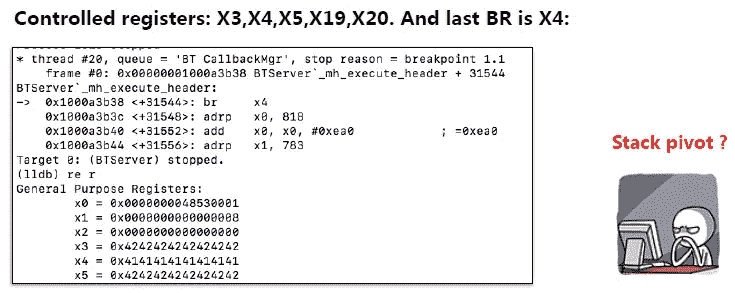 Controlled registers: X3,X4,X5,X19,X20. And last BR is X4:
* thread #20, queue = 'BT CallbackMgr', stop reason = breakpoint 1.1
frame #0: 0x00000001000a3b38 BTServer`_mh_execute_header + 31544
BTServer`_mh_execute_header:
-> 0x1000a3b38 <+31544>: br x4
0x1000a3b3c <+31548>: adrp x0, 818
0x1000a3b40 <+31552>: add x0, x0, #0xea0 ; =0xea0
0x1000a3b44 <+31556>: adrp x1, 783
Target 0: (BTServer) stopped.
(lldb) re r
General Purpose Registers:
x0 = 0x0000000048530001
x1 = 0x0000000000000008
x2 = 0x0000000000000000
x3 = 0x4242424242424242
x4 = 0x4141414141414141
x5 = 0x4242424242424242
Stack pivot ?